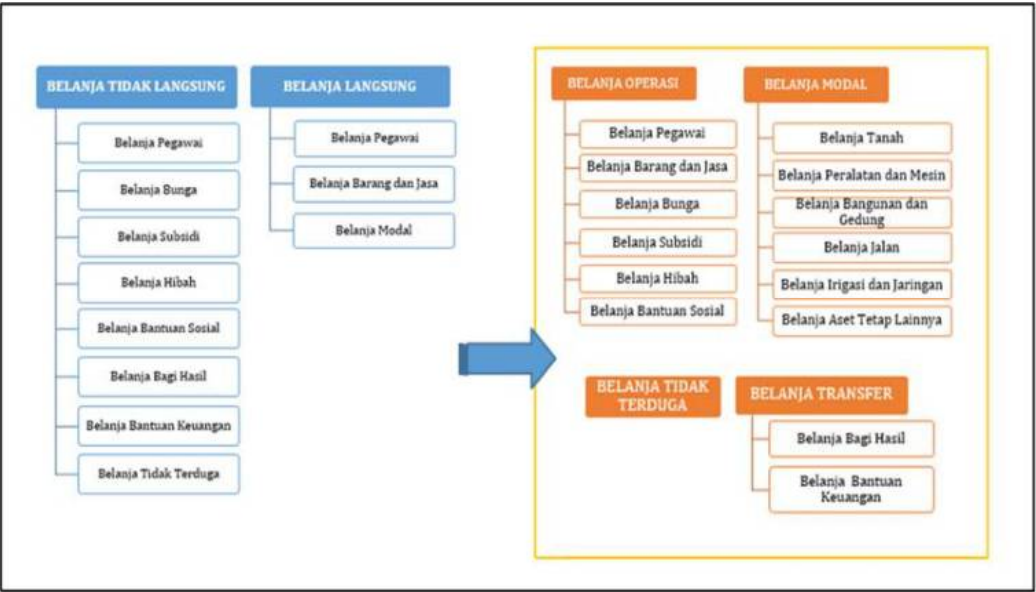 BELANJA TIDAK LANGSUNG
Belanja Pegawai
Belanja Bunga
Belanja Subsidi
Belanja Hibah
Belanja Bantuan Sosial
Belanja Bagi Hasil
Belanja Bantuan Keuangan
Belanja Tidak Terduga
BELANJA LANGSUNG
Belanja Pegawai
Belanja Barang dan Jasa
Belanja Modal
BELANJA OPERASI
Belanja Pegawai
Belanja Barang dan Jasa
Belanja Bunga
Belanja Subsidi
Belanja Hibah
Belanja Bantuan Sosial
BELANJA MODAL
Belanja Tanah
Belanja Peralatan dan Mesin
Belanja Bangunan dan
Gedung
Belanja Jalan
Belanja Irigasi dan Jaringan
Belanja Aset Tetap Lainnya
BELANJA TIDAK
TERDUGA
BELANJA TRANSFER
Belanja Bagi Hasil
Belanja Bantuan
Keuangan